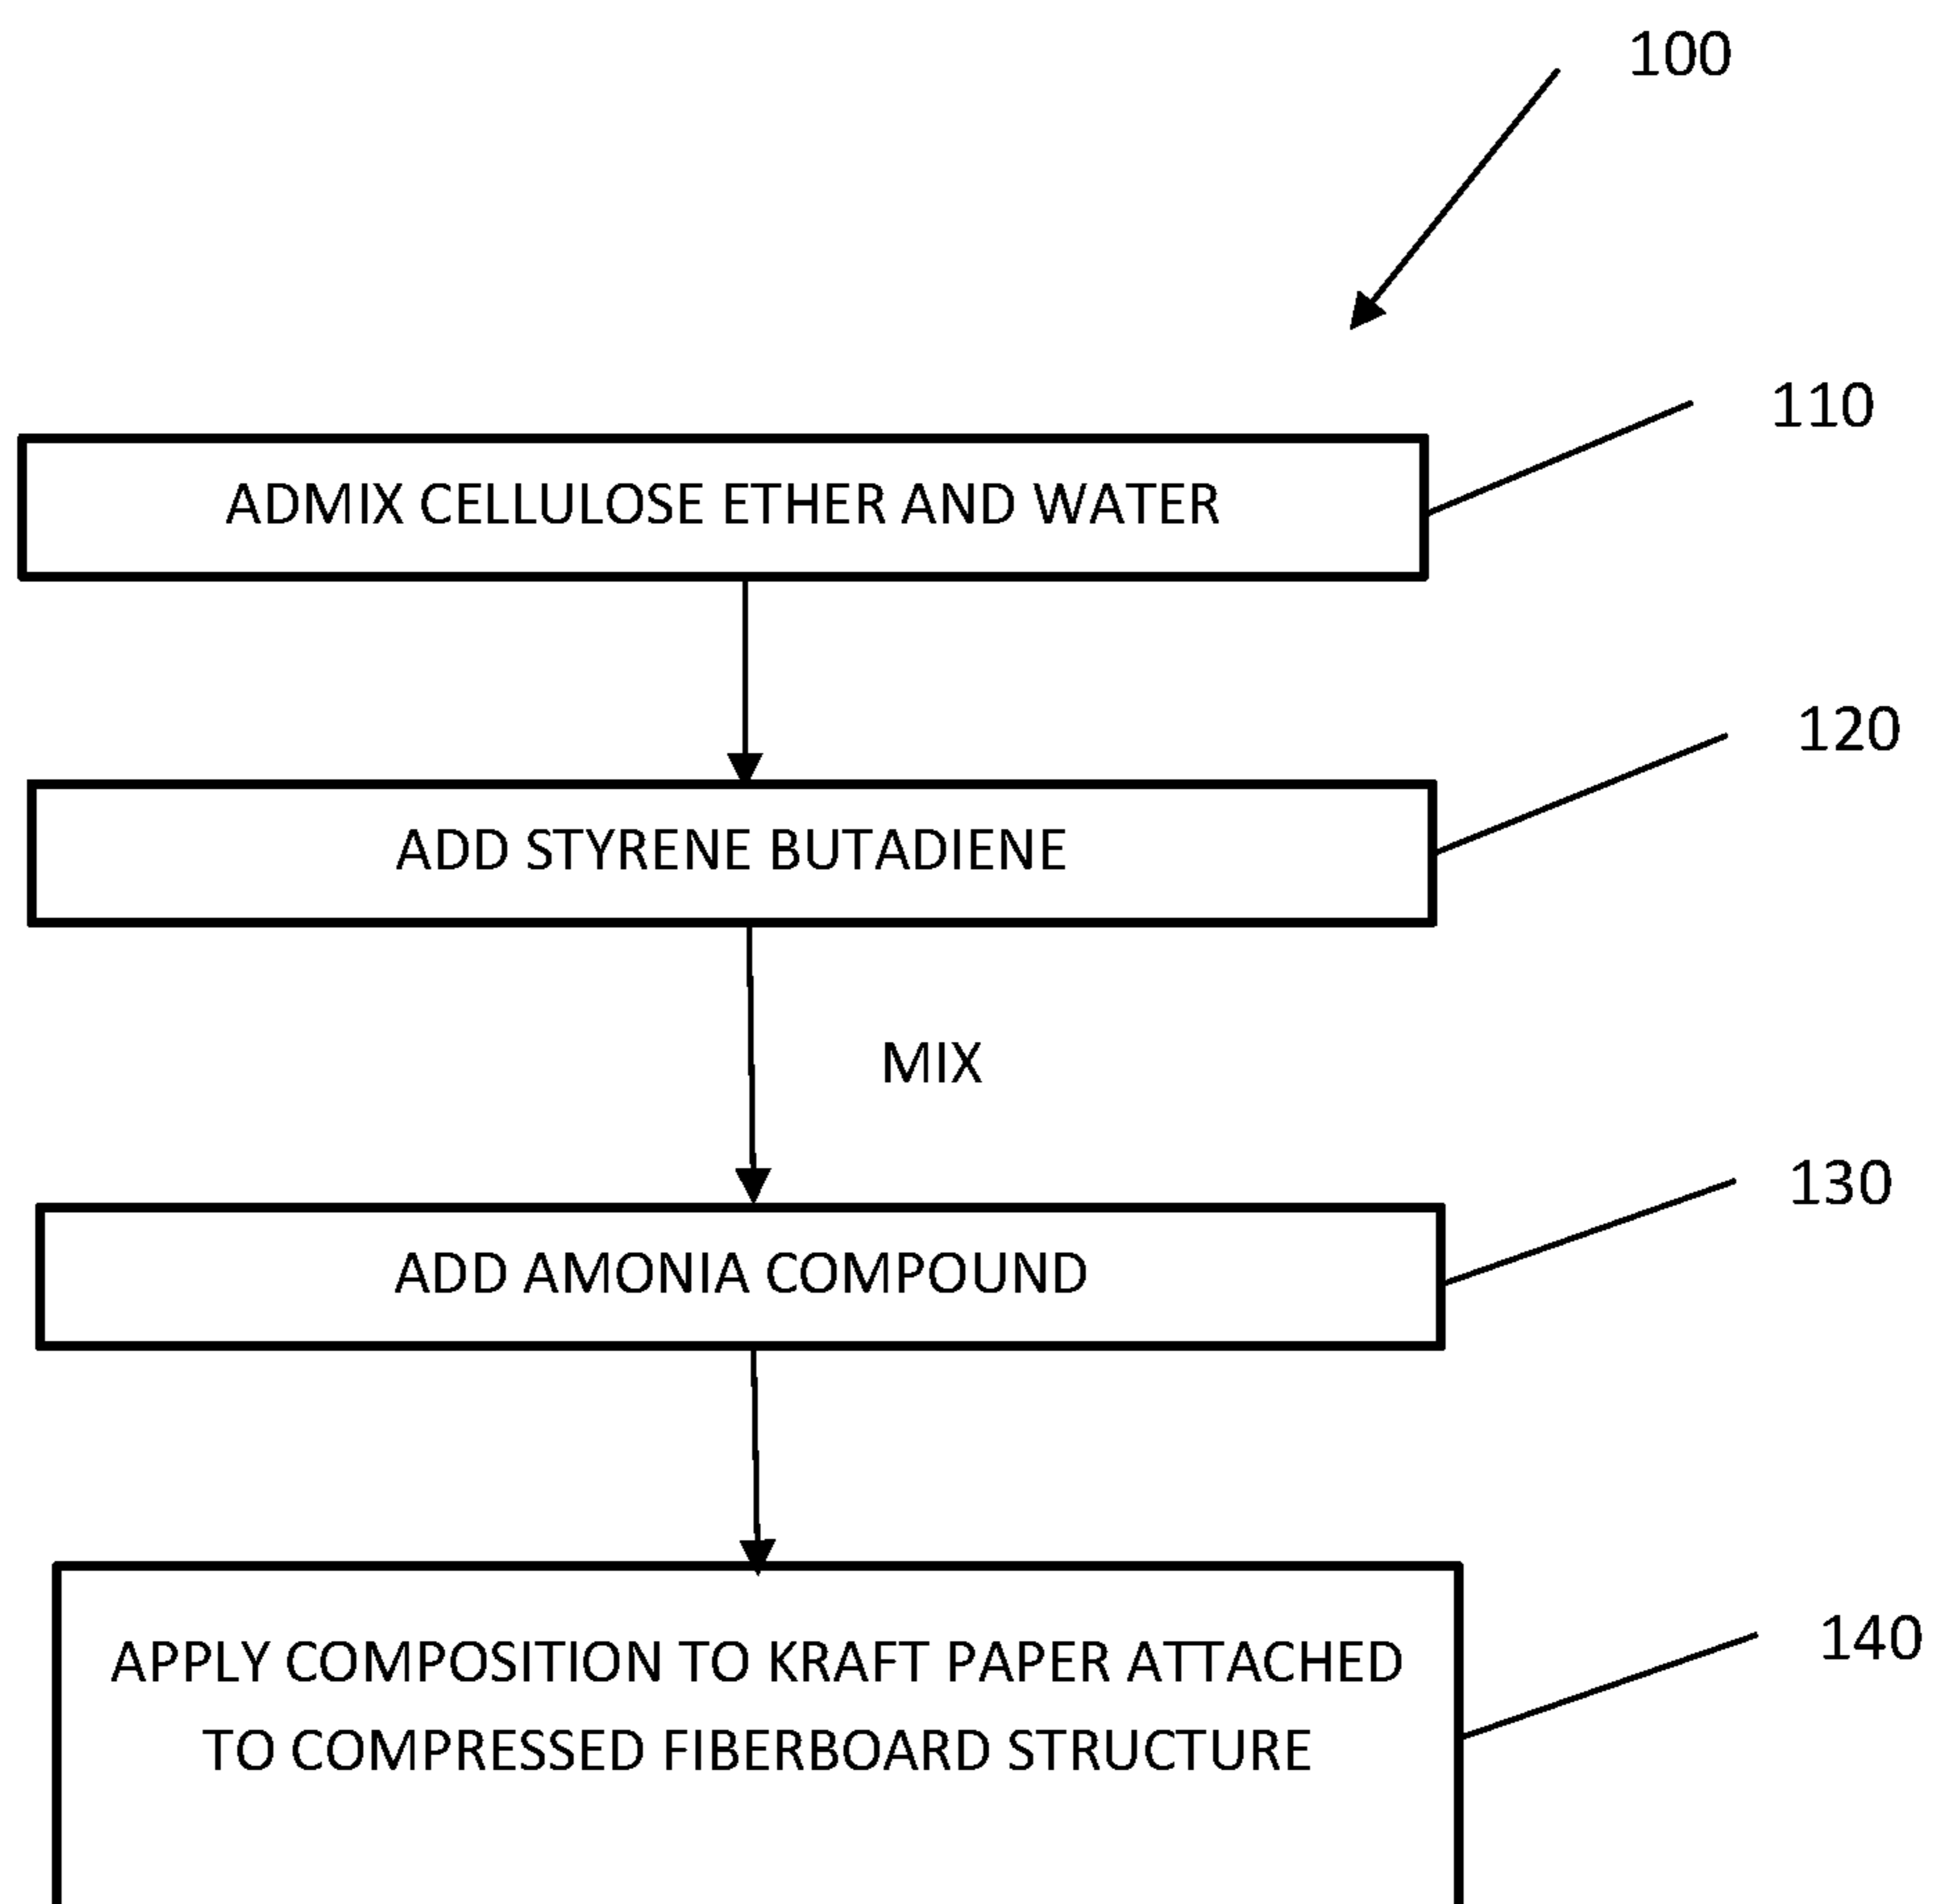 100
110
ADMIX CELLULOSE ETHER AND WATER
120
ADD STYRENE BUTADIENE
MIX
130
ADD AMONIA COMPOUND
140
APPLY COMPOSITION TO KRAFT PAPER ATTACHED
TO COMPRESSED FIBERBOARD STRUCTURE